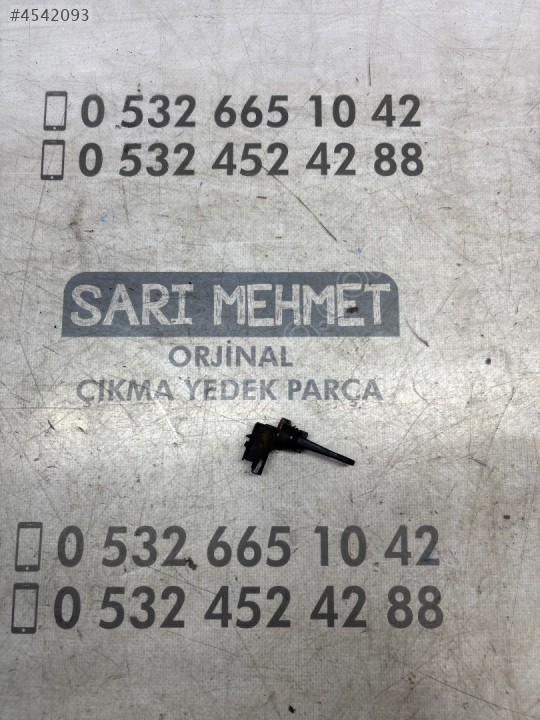 #4542093
0 532 665 10 42
0 532 452 42 88
SARI MEHMET
ORJİNAL
ÇIKMA YEDEK PARÇA
0 532 665 10 42
0 532 452 42 88